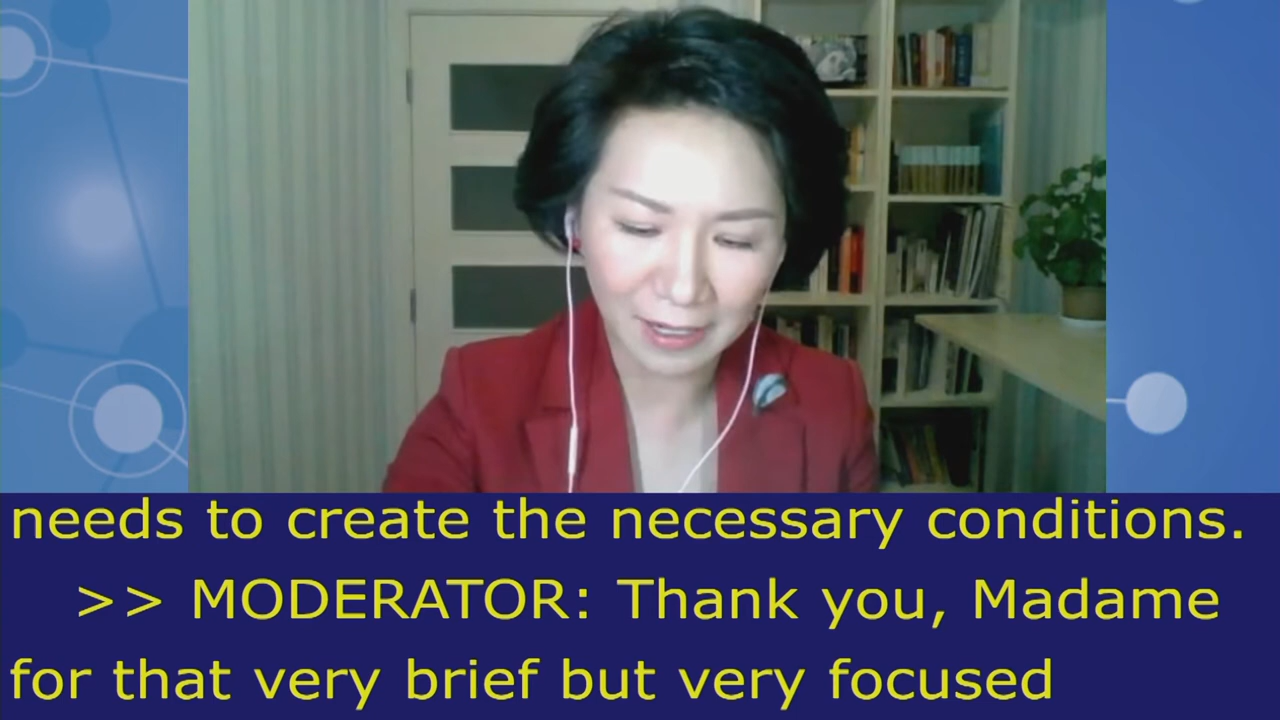 needs to create the necessary conditions.
>> MODERATOR: Thank you, Madame
for that very brief but very focused